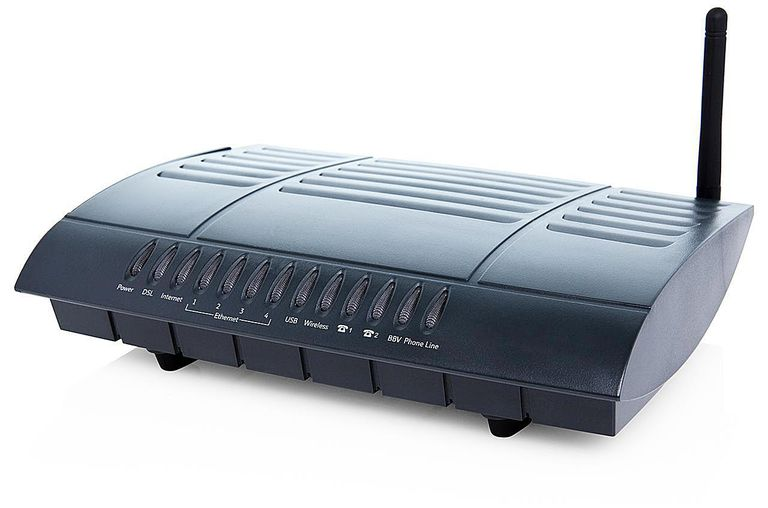 Power DSL Internet 1 2 3 4 USB Wireless ☎1 ☎2 BBV Phone Line
Ethernet